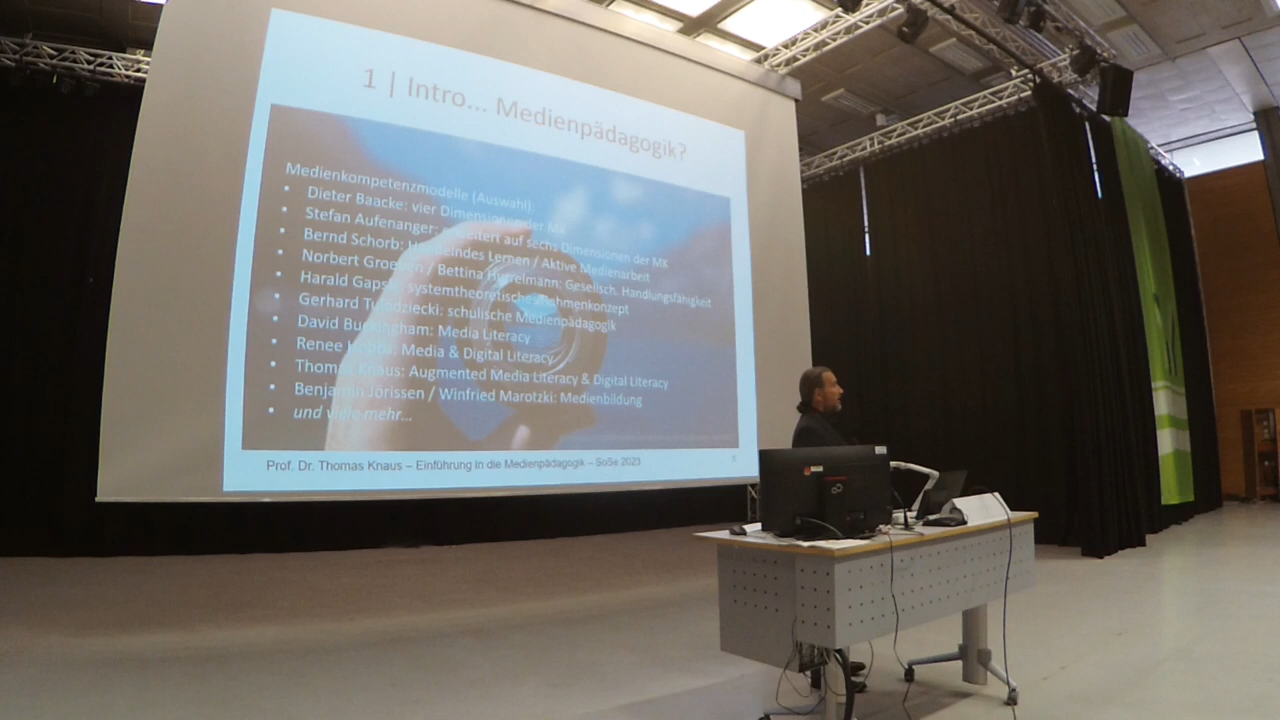 1 | Intro... Medienpädagogik?
Medienkompetenzmodelle (Auswahl):
• Dieter Baacke: vier Dimensionen der MK
• Stefan Aufenanger: erweitert auf sechs Dimensionen der MK
• Bernd Schorb: Handelndes Lernen / Aktive Medienarbeit
• Norbert Groeben / Bettina Hurrelmann: Gesellsch. Handlungsfähigkeit
• Harald Gapski: systemtheoretisches Rahmenkonzept
• Gerhard Tulodziecki: schulische Medienpädagogik
• David Buckingham: Media Literacy
• Renee Hobbs: Media & Digital Literacy
• Thomas Knaus: Augmented Media Literacy & Digital Literacy
• Benjamin Jörissen / Winfried Marotzki: Medienbildung
• und viele mehr...
Prof. Dr. Thomas Knaus – Einführung in die Medienpädagogik – SoSe 2023